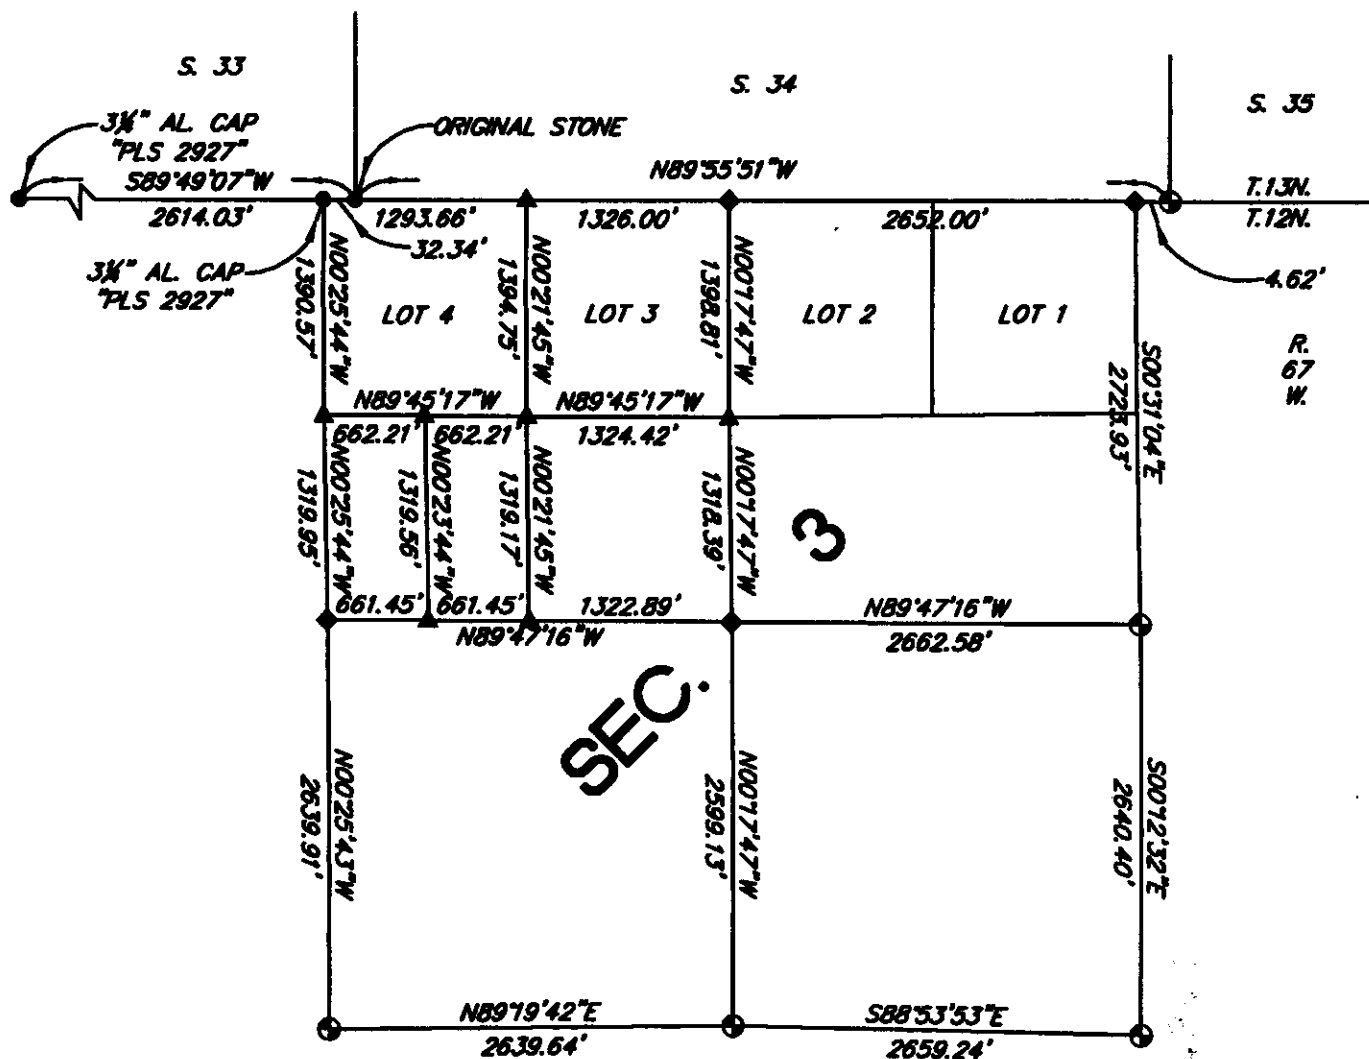 S. 33
S. 34
S. 35
3¼" AL. CAP
"PLS 2927"
ORIGINAL STONE
S89°49'07"W
2614.03'
N89°55'51"W
1293.66'
1326.00'
2652.00'
T.13N.
T.12N.
32.34'
4.62'
3¼" AL. CAP
"PLS 2927"
N00°25'44"W
1390.57'
LOT 4
N00°21'45"W
1394.75'
LOT 3
N00°17'47"W
1398.81'
LOT 2
LOT 1
S00°31'04"E
2723.93'
R.
67
W.
N89°45'17"W
662.21'
662.21'
N89°45'17"W
1324.42'
N00°25'44"W
1319.95'
N00°23'44"W
1319.56'
N00°21'45"W
1319.17'
N00°17'47"W
1318.39'
661.45'
661.45'
1322.89'
N89°47'16"W
N89°47'16"W
2662.58'
SEC. 3
N00°25'43"W
2639.91'
N00°17'47"W
2599.13'
S00°12'32"E
2640.40'
N89°19'42"E
2639.64'
S88°53'53"E
2659.24'